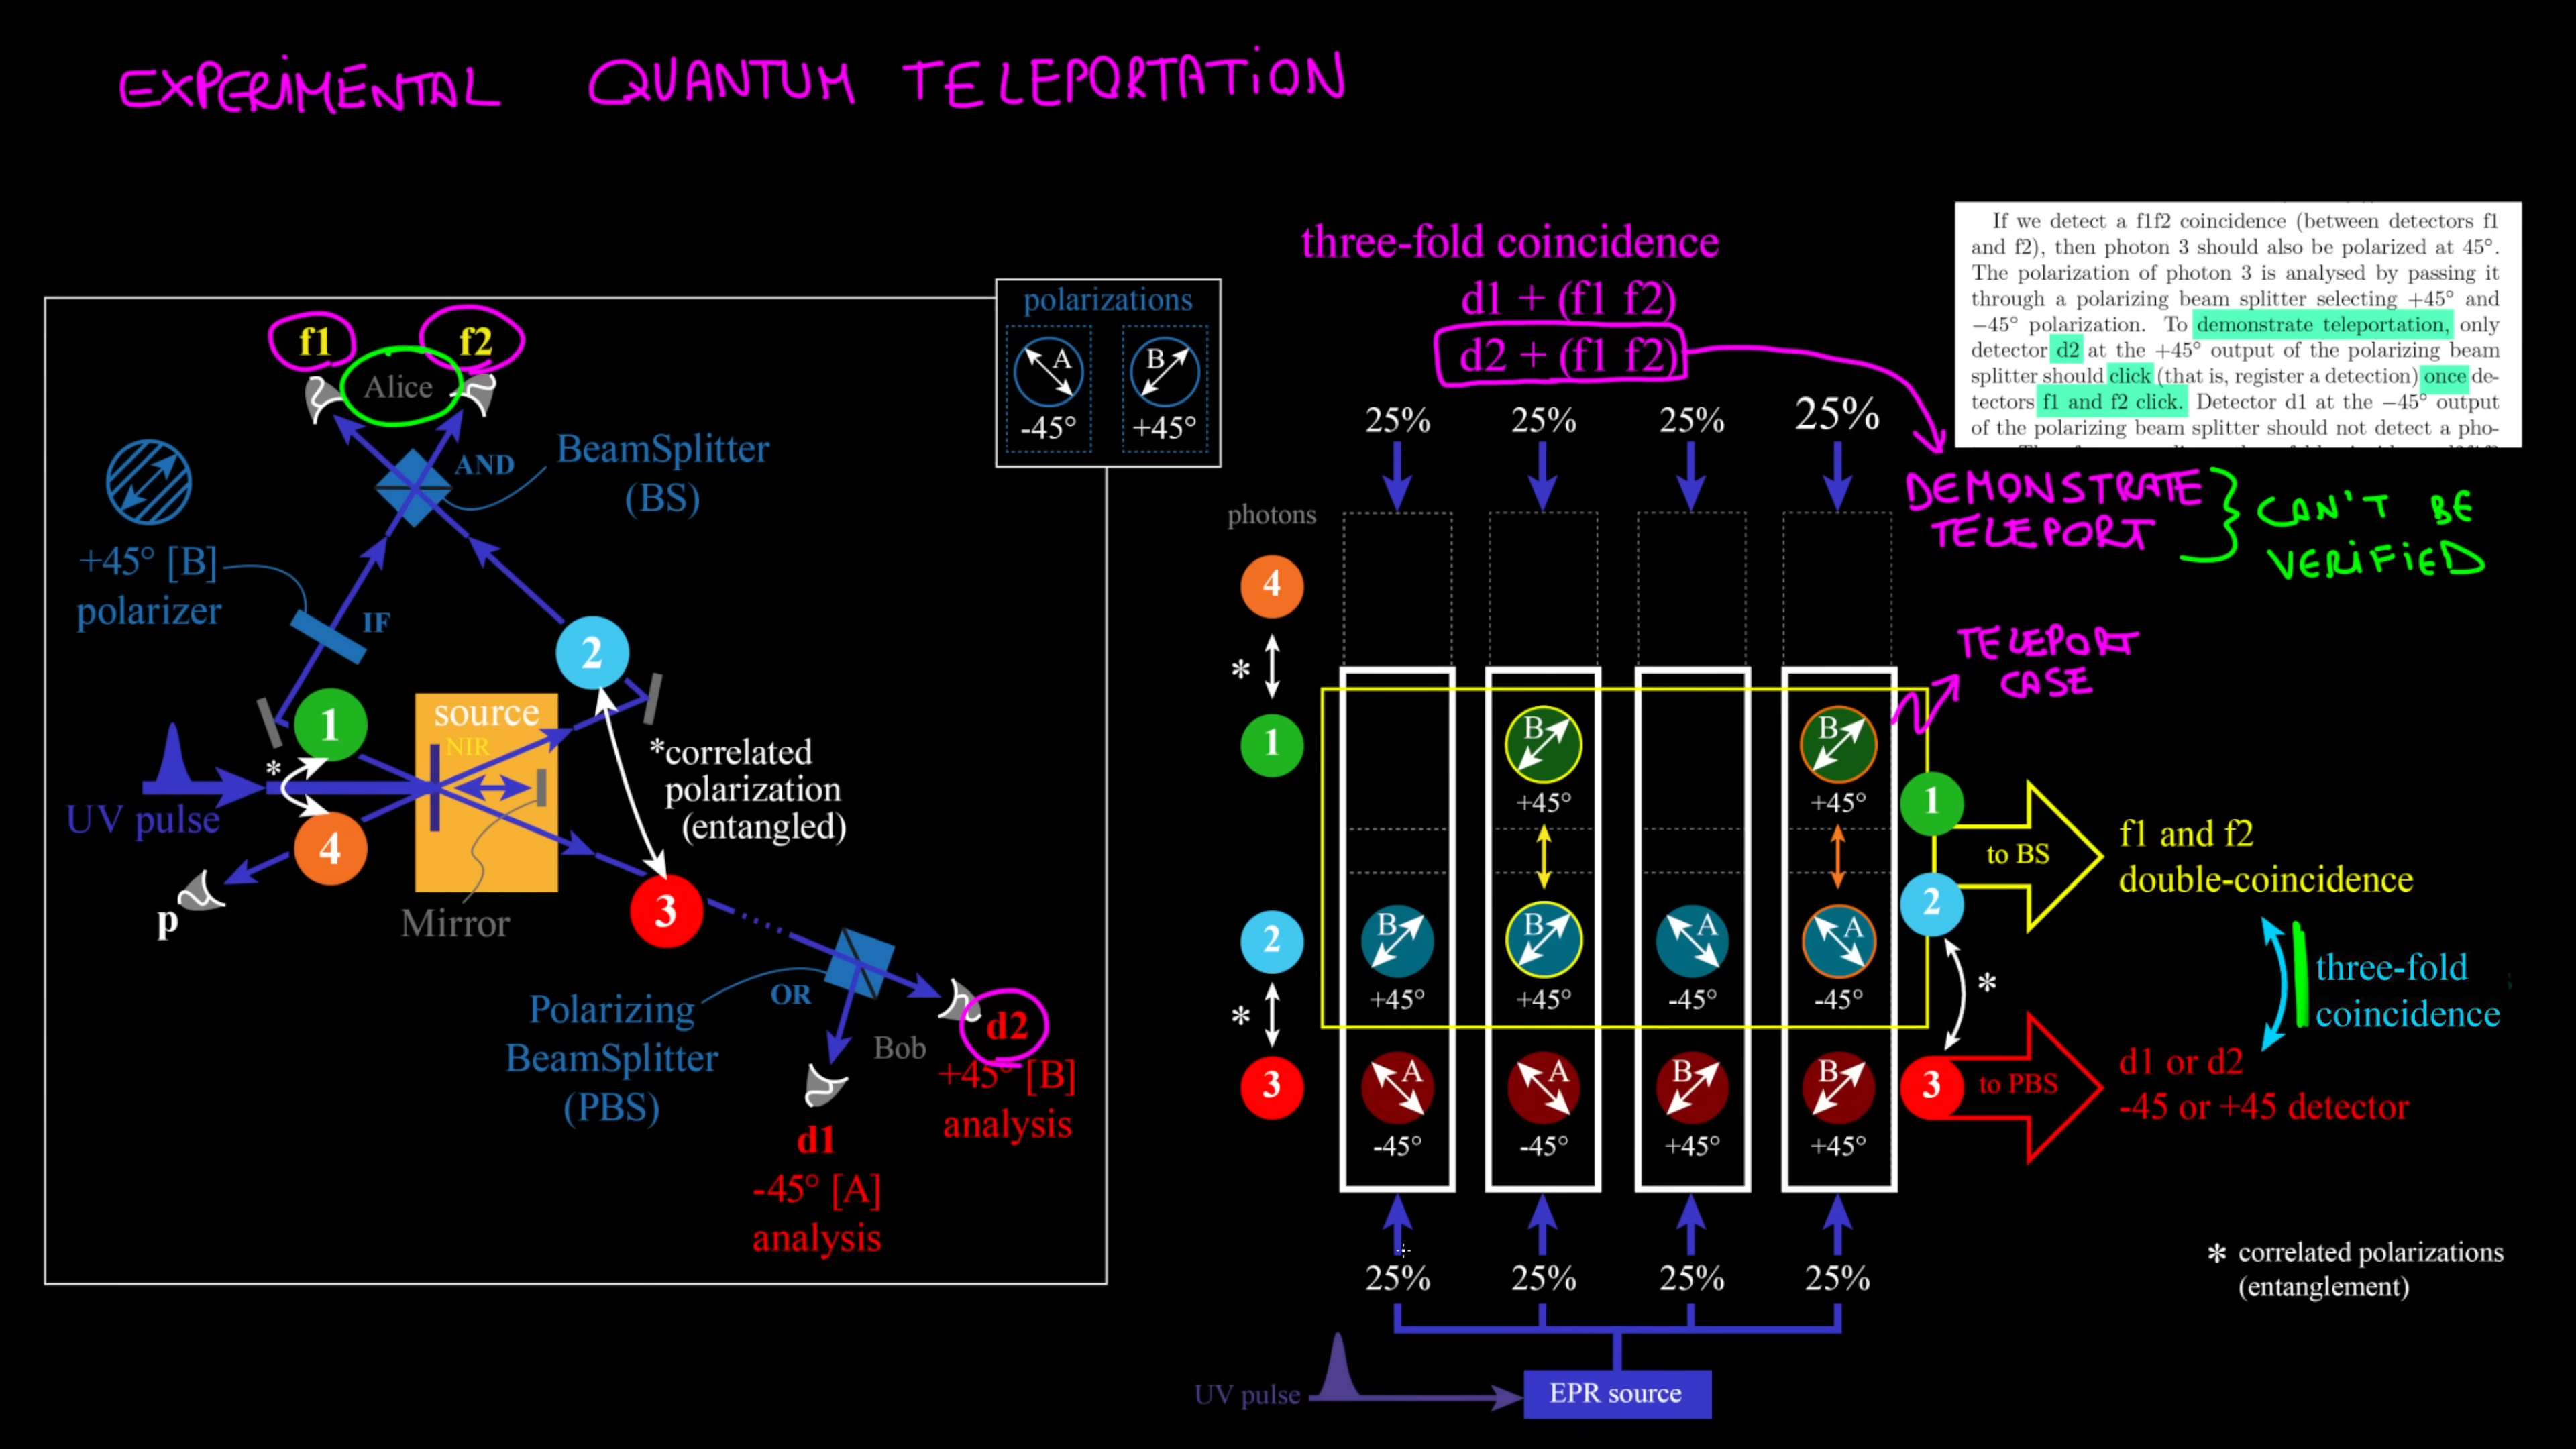 EXPERIMENTAL QUANTUM TELEPORTATION
f1
f2
Alice
AND
BeamSplitter
(BS)
+45° [B]
polarizer
IF
1
2
source
NIR
*
UV pulse
4
p
Mirror
*correlated
polarization
(entangled)
3
Polarizing
BeamSplitter
(PBS)
OR
Bob
d2
+45° [B]
analysis
d1
-45° [A]
analysis
polarizations
A
B
-45°
+45°
three-fold coincidence
d1 + (f1 f2)
d2 + (f1 f2)
If we detect a f1f2 coincidence (between detectors f1
and f2), then photon 3 should also be polarized at 45°.
The polarization of photon 3 is analysed by passing it
through a polarizing beam splitter selecting +45° and
−45° polarization. To demonstrate teleportation, only
detector d2 at the +45° output of the polarizing beam
splitter should click (that is, register a detection) once de-
tectors f1 and f2 click. Detector d1 at the −45° output
of the polarizing beam splitter should not detect a pho-
DEMONSTRATE
TELEPORT
CAN'T BE
VERIFIED
TELEPORT
CASE
25% 25% 25% 25%
photons
4
*
1
B B
+45° +45°
2
B B A A
+45° +45° -45° -45°
*
3
A A B B
-45° -45° +45° +45°
1
to BS
2
f1 and f2
double-coincidence
*
three-fold
coincidence
3
to PBS
d1 or d2
-45 or +45 detector
25% 25% 25% 25%
* correlated polarizations
(entanglement)
UV pulse
EPR source